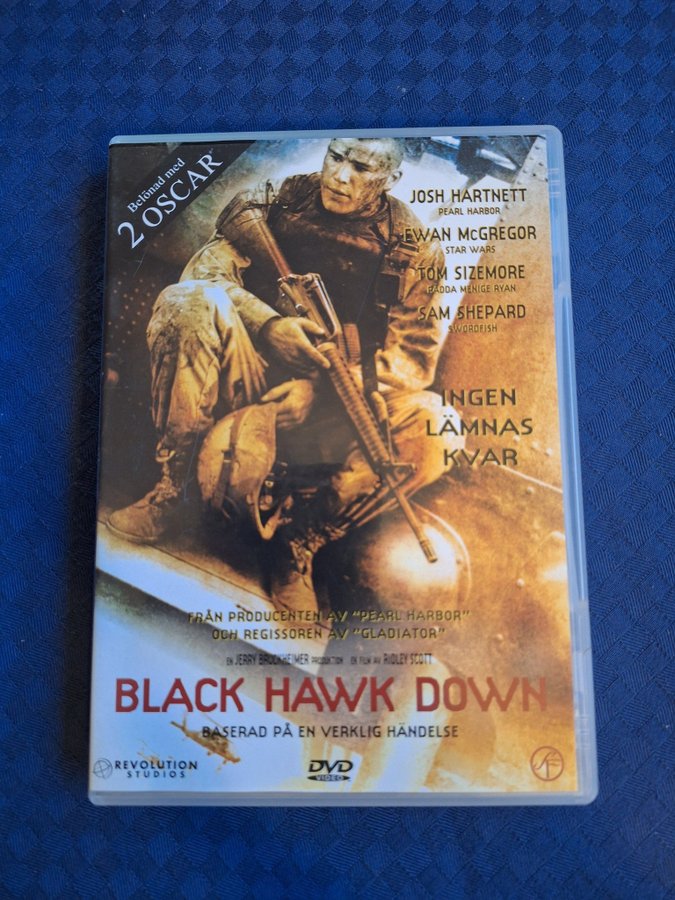 Belönad med
2 OSCAR
JOSH HARTNETT
PEARL HARBOR
EWAN McGREGOR
STAR WARS
TOM SIZEMORE
RÄDDA MENIGE RYAN
SAM SHEPARD
SWORDFISH
INGEN
LÄMNAS
KVAR
FRÅN PRODUCENTEN AV "PEARL HARBOR"
OCH REGISSÖREN AV "GLADIATOR"
EN JERRY BRUCKHEIMER PRODUKTION EN FILM AV RIDLEY SCOTT
BLACK HAWK DOWN
BASERAD PÅ EN VERKLIG HÄNDELSE
REVOLUTION
STUDIOS
DVD
VIDEO
SF